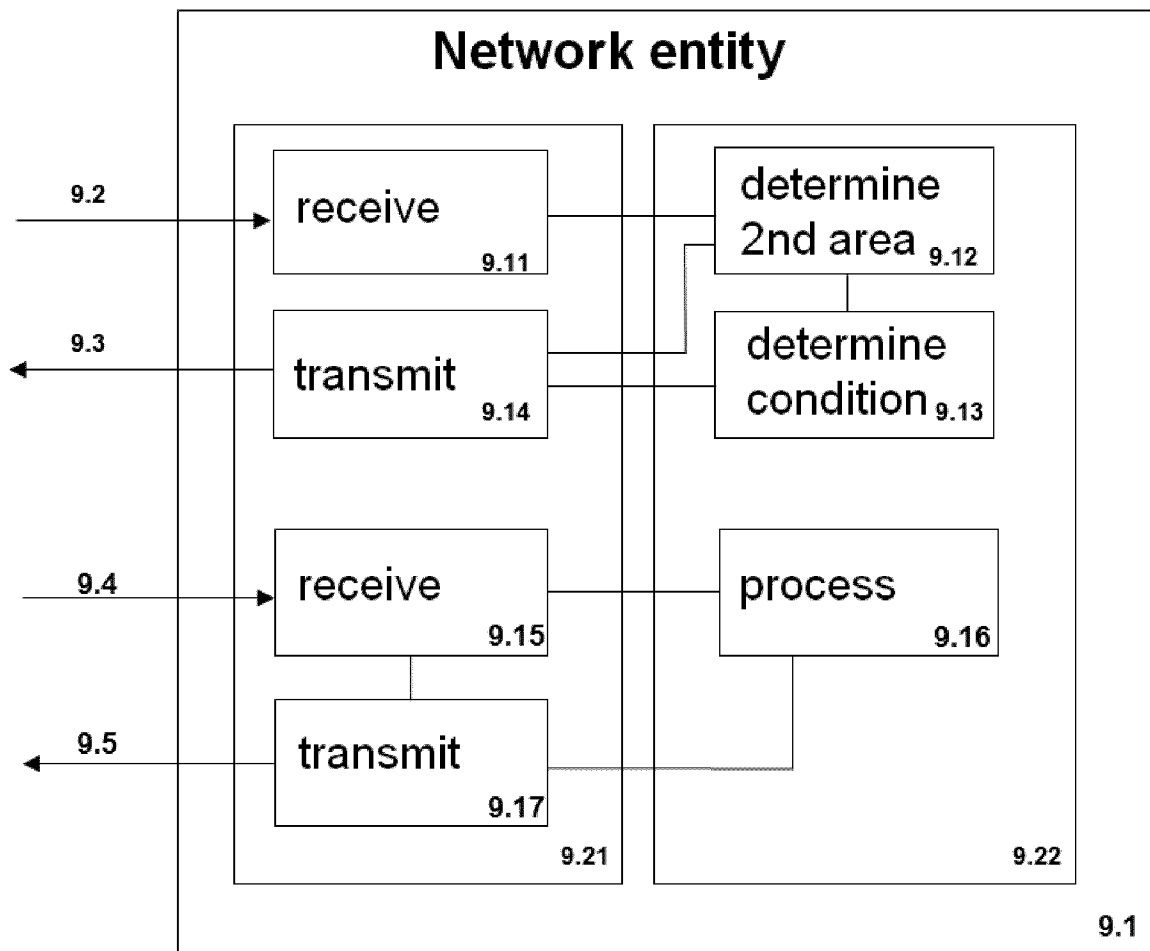 Network entity
9.2
receive
9.11
determine
2nd area 9.12
9.3
transmit
9.14
determine
condition 9.13
9.4
receive
9.15
process
9.16
9.5
transmit
9.17
9.21
9.22
9.1